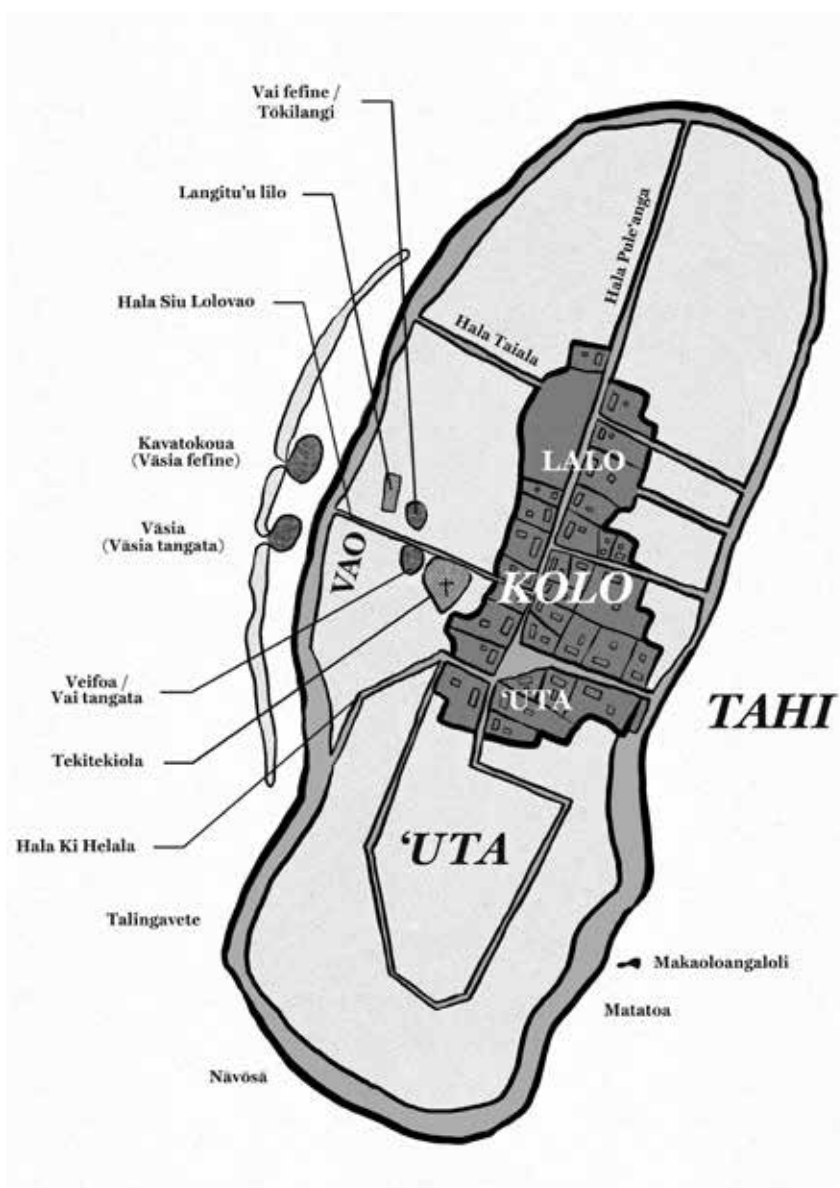 Vai fefine /
Tökilangi
Langitu'u lilo
Hala Pule'anga
Hala Siu Lolovao
Hala Taiala
Kavatokoua
(Väsia fefine)
LALO
Väsia
(Väsia tangata)
VAO
KOLO
Veifoa /
Vai tangata
'UTA
TAHI
Tekitekiola
Hala Ki Helala
'UTA
Talingavete
Makaoloangaloli
Matatoa
Nävösä